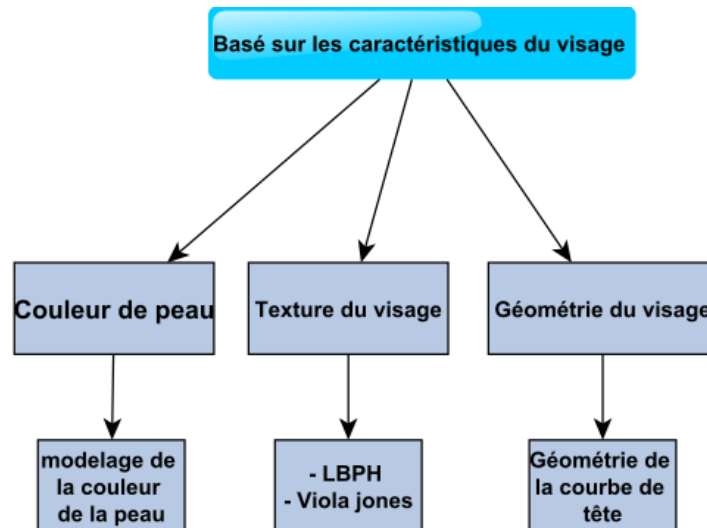 Basé sur les caractéristiques du visage
Couleur de peau
Texture du visage
Géométrie du visage
modelage de
la couleur
de la peau
- LBPH
- Viola jones
Géométrie de
la courbe de
tête